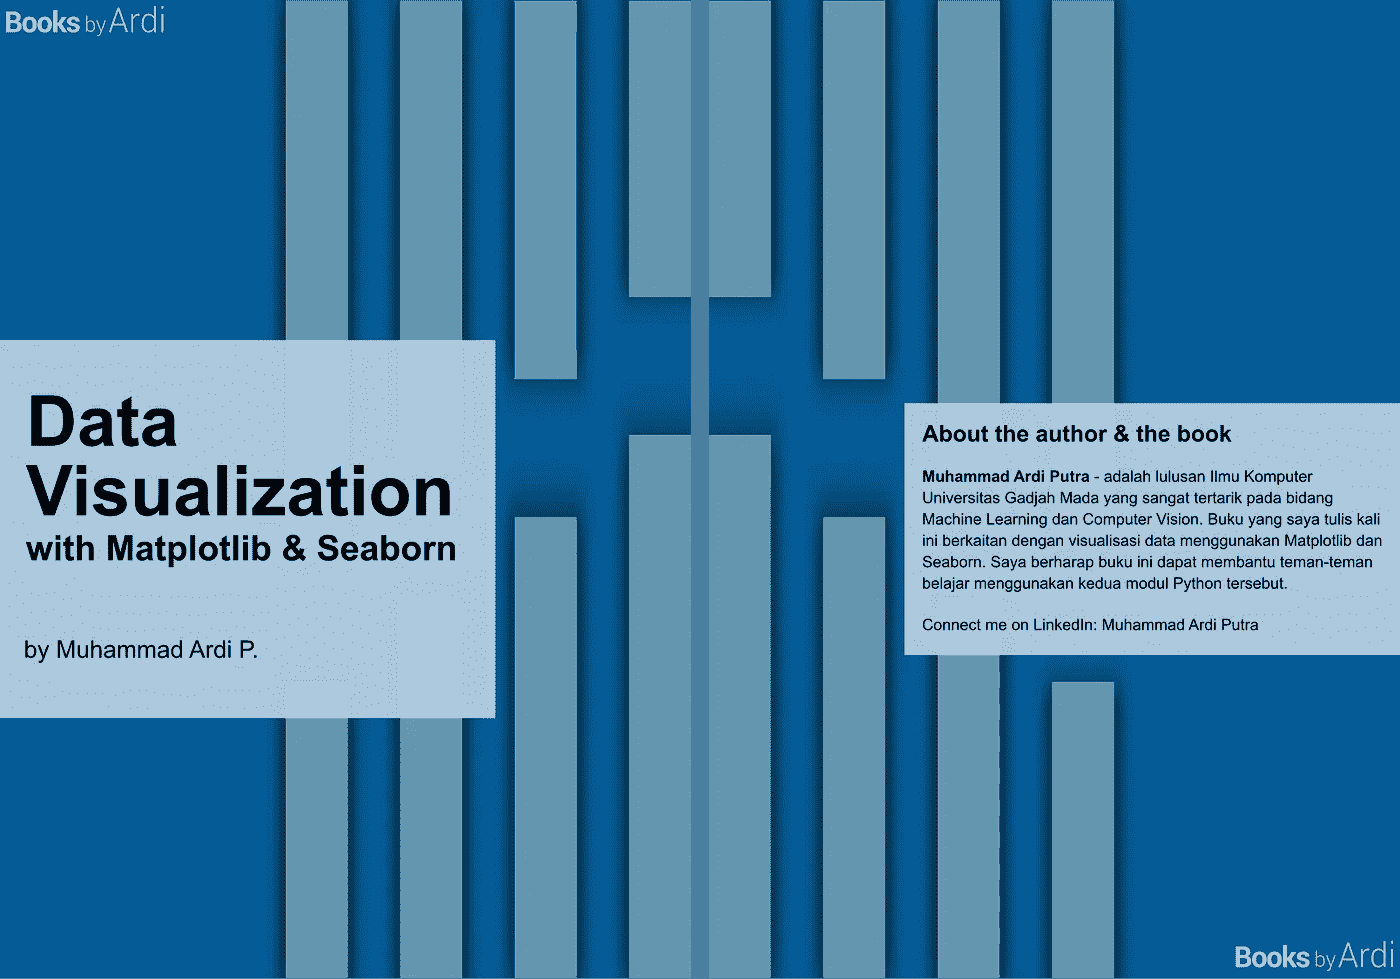 Books by Ardi
Data
Visualization
with Matplotlib & Seaborn
by Muhammad Ardi P.
About the author & the book
Muhammad Ardi Putra - adalah lulusan Ilmu Komputer
Universitas Gadjah Mada yang sangat tertarik pada bidang
Machine Learning dan Computer Vision. Buku yang saya tulis kali
ini berkaitan dengan visualisasi data menggunakan Matplotlib dan
Seaborn. Saya berharap buku ini dapat membantu teman-teman
belajar menggunakan kedua modul Python tersebut.
Connect me on LinkedIn: Muhammad Ardi Putra
Books by Ardi